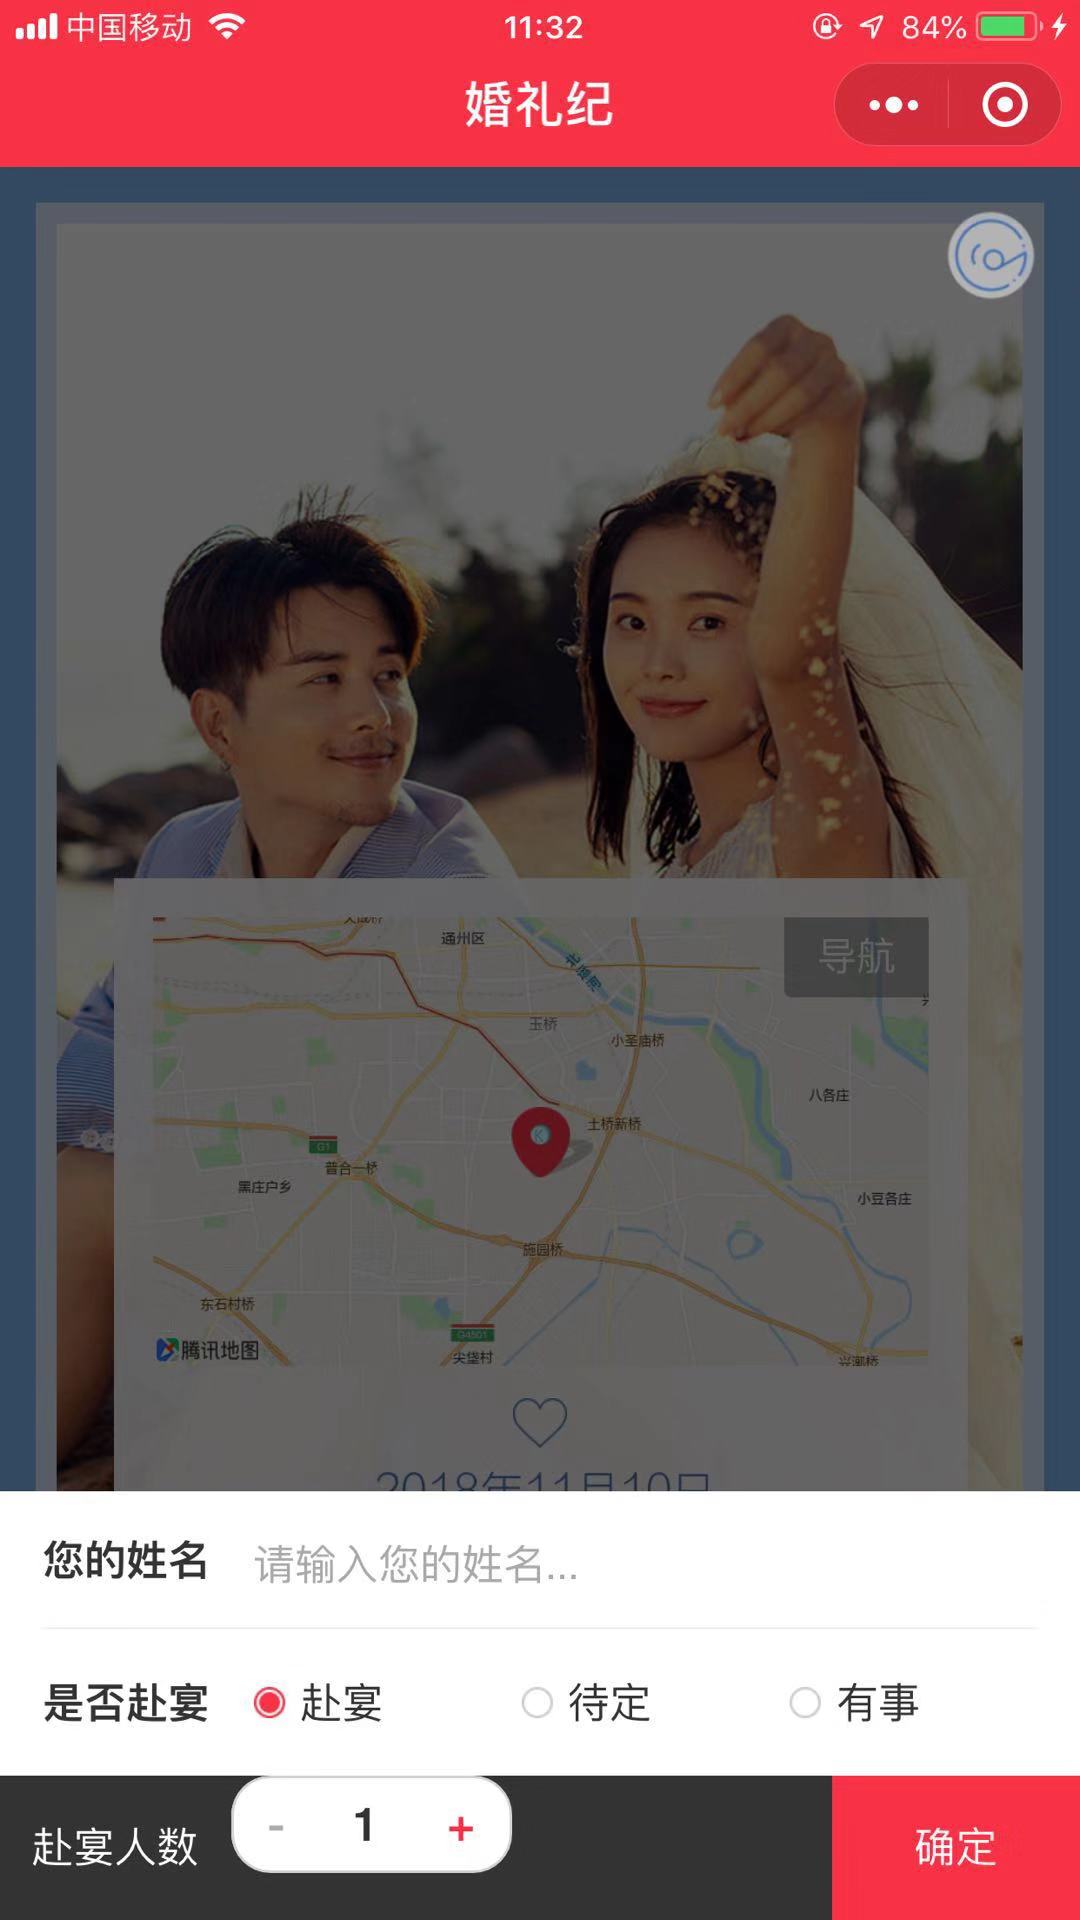 中国移动 11:32 84%
婚礼纪
导航
通州区
北运河
玉桥
小圣庙桥
八各庄
土桥新桥
G1
普合一桥
黑庄户乡
小豆各庄
施园桥
东石村桥
G4501
腾讯地图
尖垡村
2018年11月10日
您的姓名 请输入您的姓名...
是否赴宴 赴宴 待定 有事
赴宴人数 - 1 + 确定